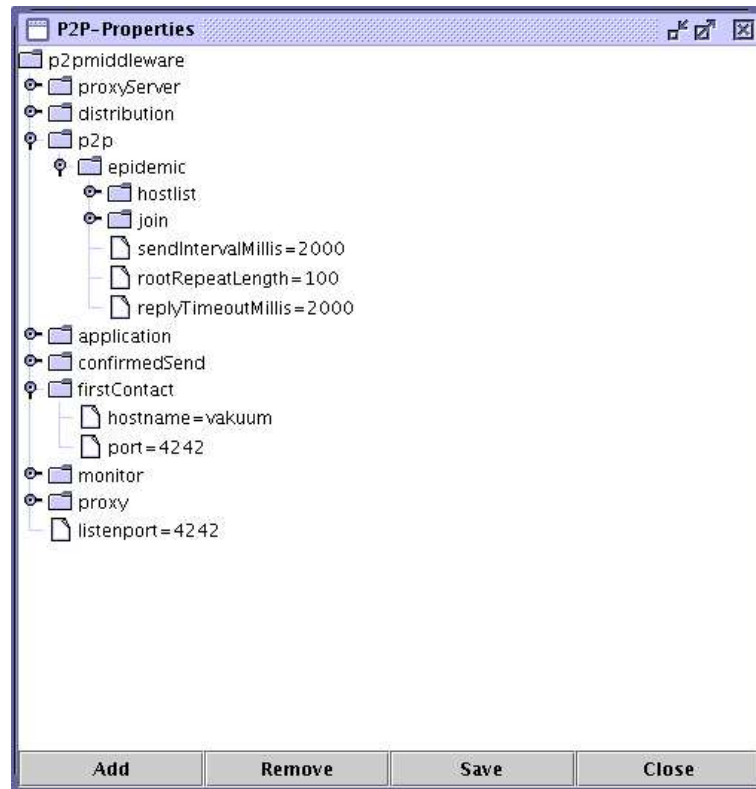 P2P-Properties
p2pmiddleware
proxyServer
distribution
p2p
epidemic
hostlist
join
sendIntervalMillis=2000
rootRepeatLength=100
replyTimeoutMillis=2000
application
confirmedSend
firstContact
hostname=vakuum
port=4242
monitor
proxy
listenport=4242
Add Remove Save Close